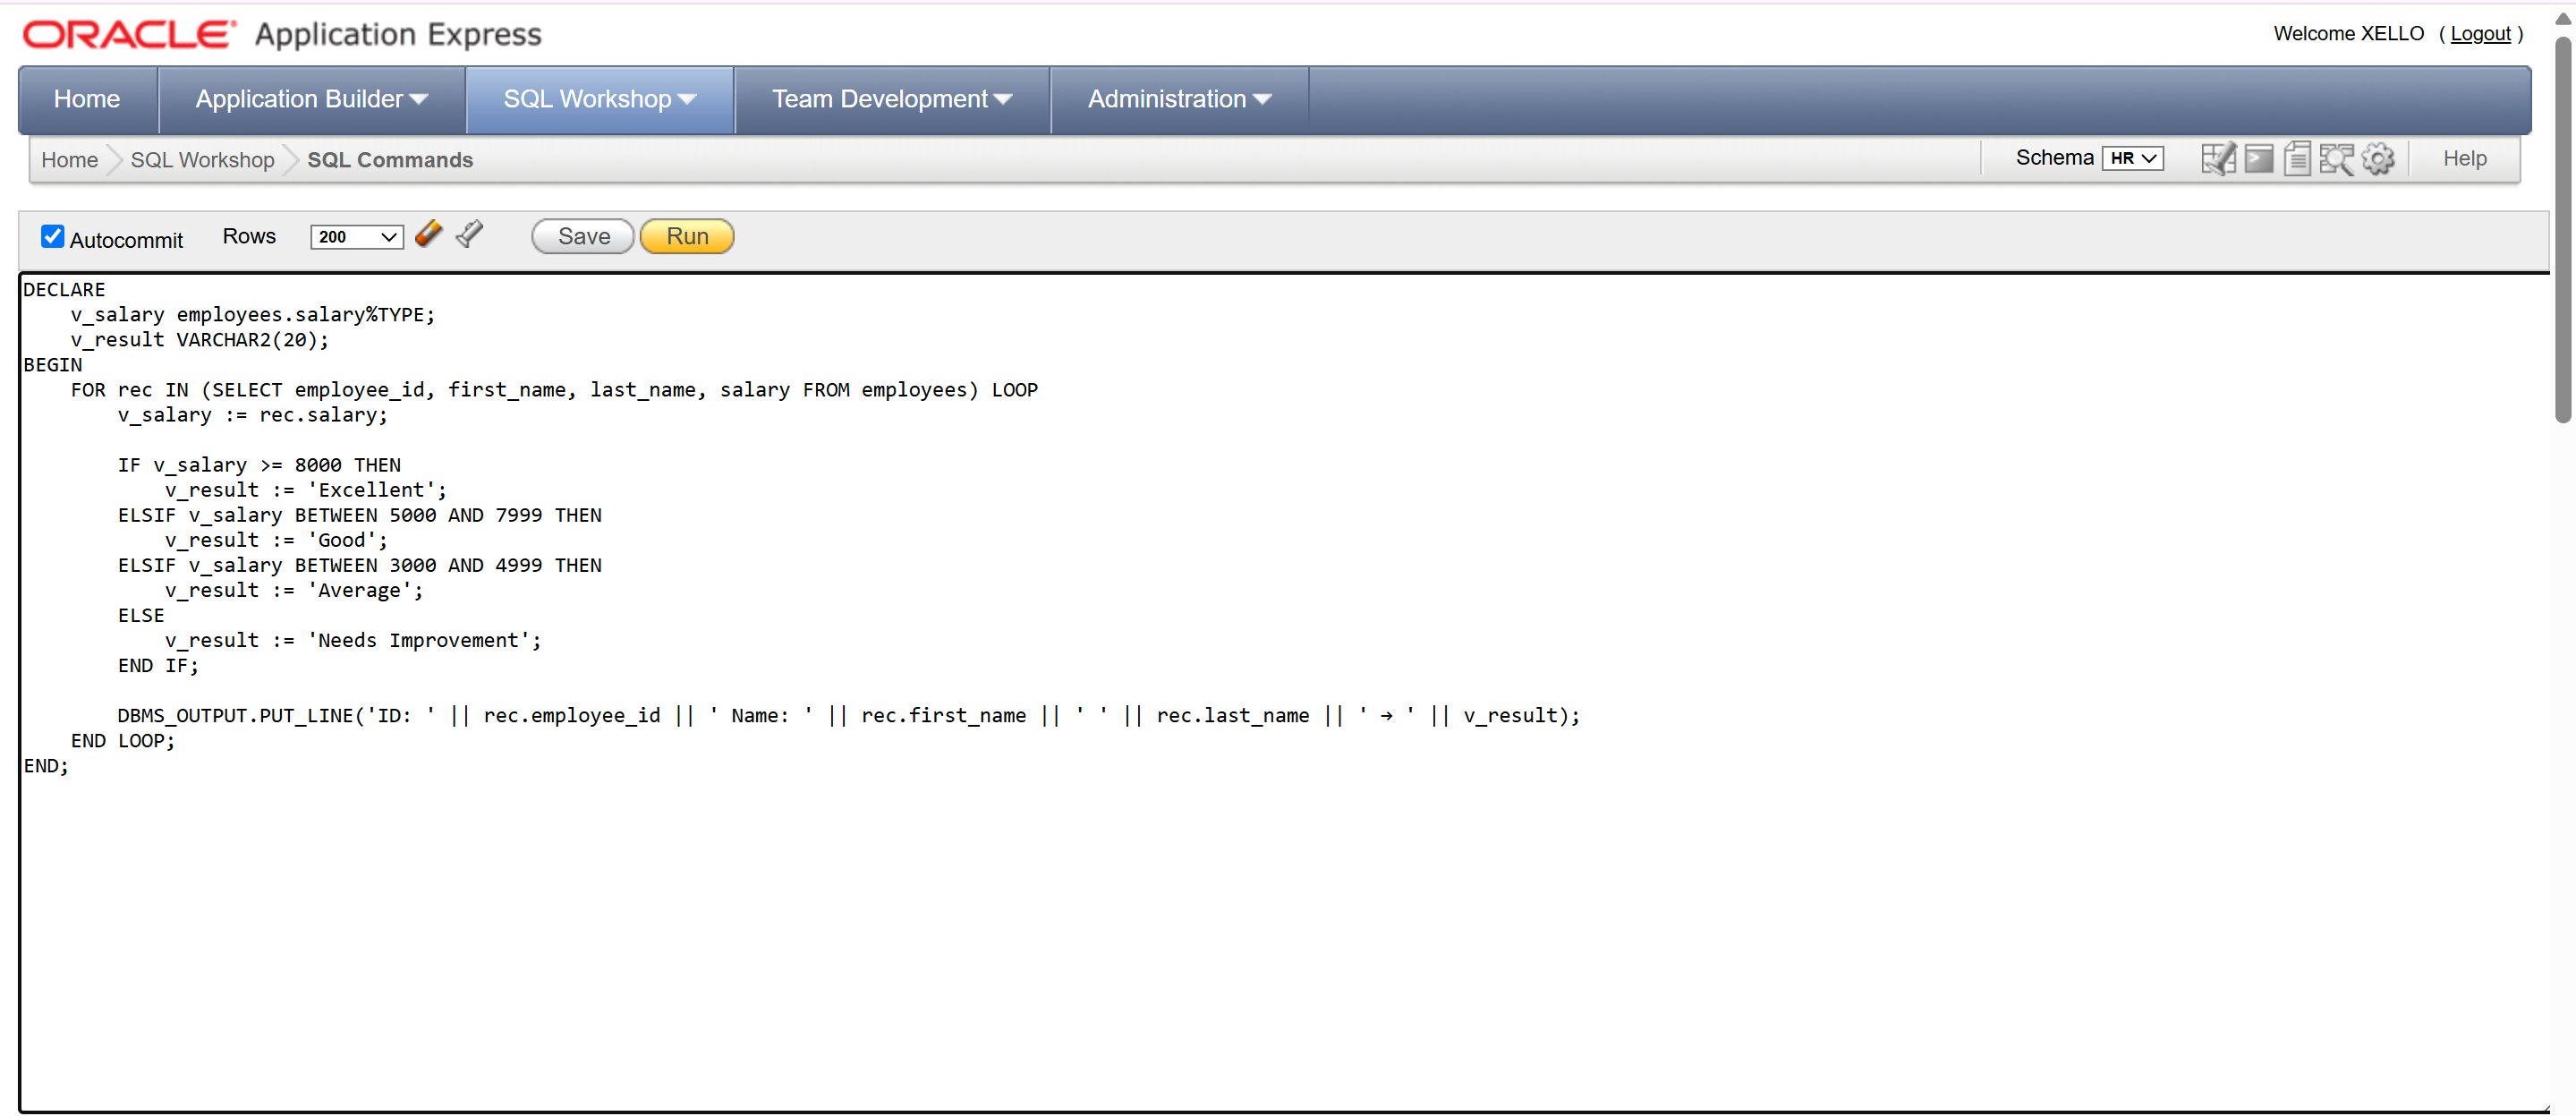 ORACLE Application Express
Welcome XELLO ( Logout )
Home Application Builder SQL Workshop Team Development Administration
Home SQL Workshop SQL Commands Schema HR Help
Autocommit Rows 200 Save Run
DECLARE
    v_salary employees.salary%TYPE;
    v_result VARCHAR2(20);
BEGIN
    FOR rec IN (SELECT employee_id, first_name, last_name, salary FROM employees) LOOP
        v_salary := rec.salary;
        IF v_salary >= 8000 THEN
            v_result := 'Excellent';
        ELSIF v_salary BETWEEN 5000 AND 7999 THEN
            v_result := 'Good';
        ELSIF v_salary BETWEEN 3000 AND 4999 THEN
            v_result := 'Average';
        ELSE
            v_result := 'Needs Improvement';
        END IF;
        DBMS_OUTPUT.PUT_LINE('ID: ' || rec.employee_id || ' Name: ' || rec.first_name || ' ' || rec.last_name || ' → ' || v_result);
    END LOOP;
END;